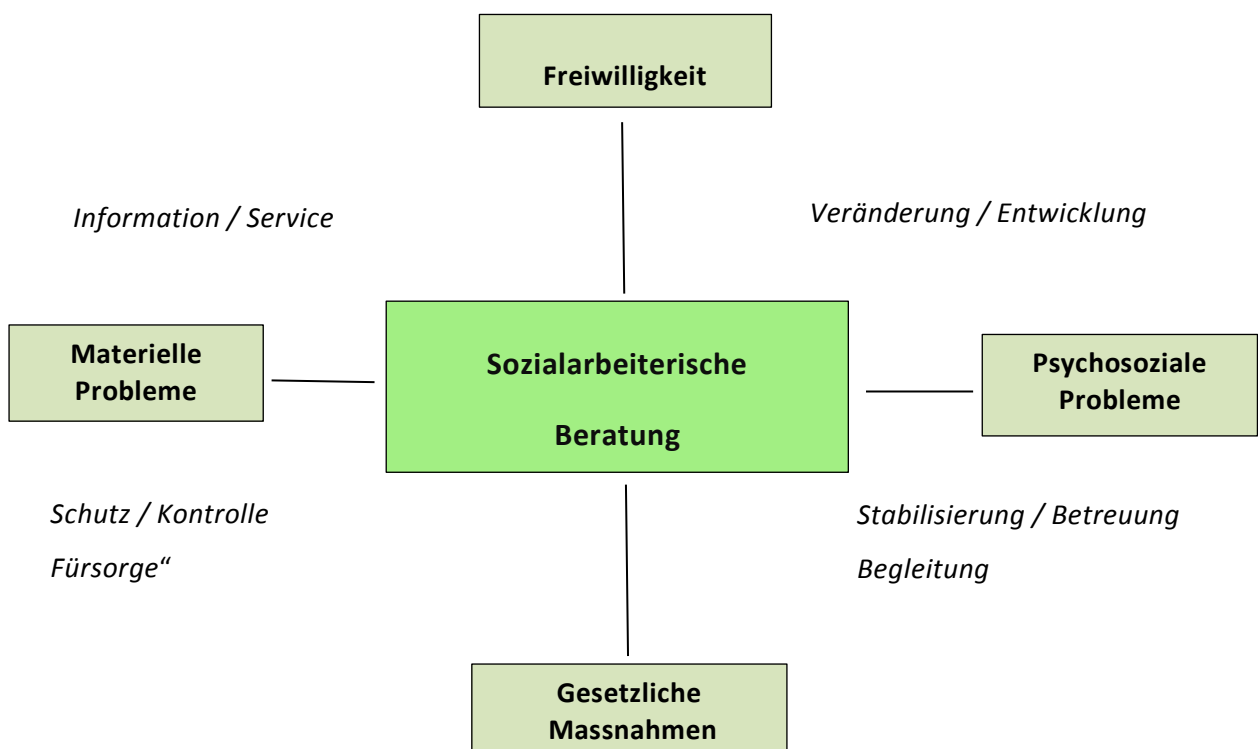 Freiwilligkeit
Information / Service
Veränderung / Entwicklung
Materielle
Probleme
Sozialarbeiterische
Beratung
Psychosoziale
Probleme
Schutz / Kontrolle
Fürsorge“
Stabilisierung / Betreuung
Begleitung
Gesetzliche
Massnahmen